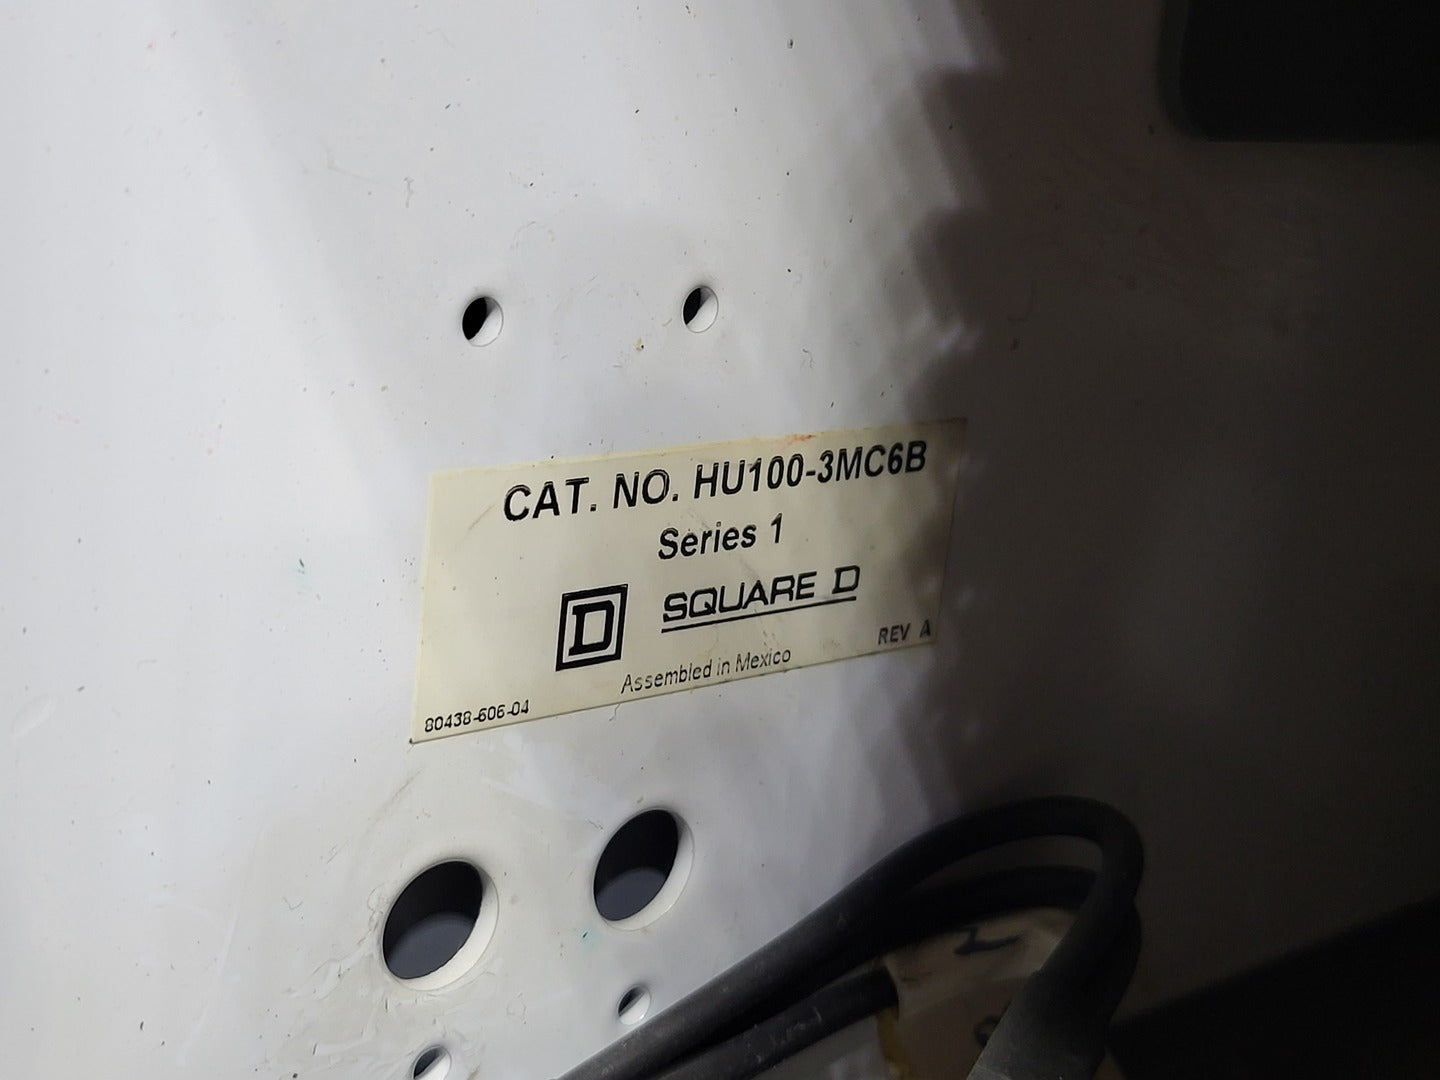 CAT. NO. HU100-3MC6B
Series 1
D SQUARE D
REV A
Assembled in Mexico
80438-606-04